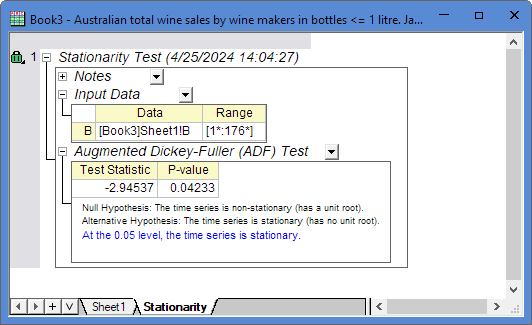 Book3 - Australian total wine sales by wine makers in bottles <= 1 litre. Ja...
1 Stationarity Test (4/25/2024 14:04:27)
Notes
Input Data
Data Range
B [Book3]Sheet1!B [1*:176*]
Augmented Dickey-Fuller (ADF) Test
Test Statistic P-value
-2.94537 0.04233
Null Hypothesis: The time series is non-stationary (has a unit root).
Alternative Hypothesis: The time series is stationary (has no unit root).
At the 0.05 level, the time series is stationary.
Sheet1 Stationarity